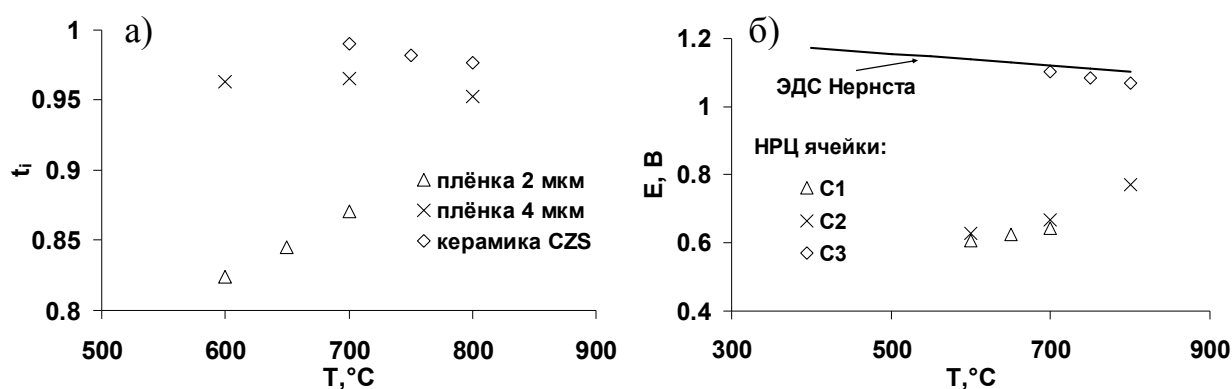 а)
1
0.95
0.9
0.85
0.8
tᵢ
500 600 700 800 900
T,°C
плёнка 2 мкм
плёнка 4 мкм
керамика CZS
б)
1.2
1
0.8
0.6
0.4
E, В
300 500 700 900
T,°C
ЭДС Нернста
НРЦ ячейки:
C1
C2
C3